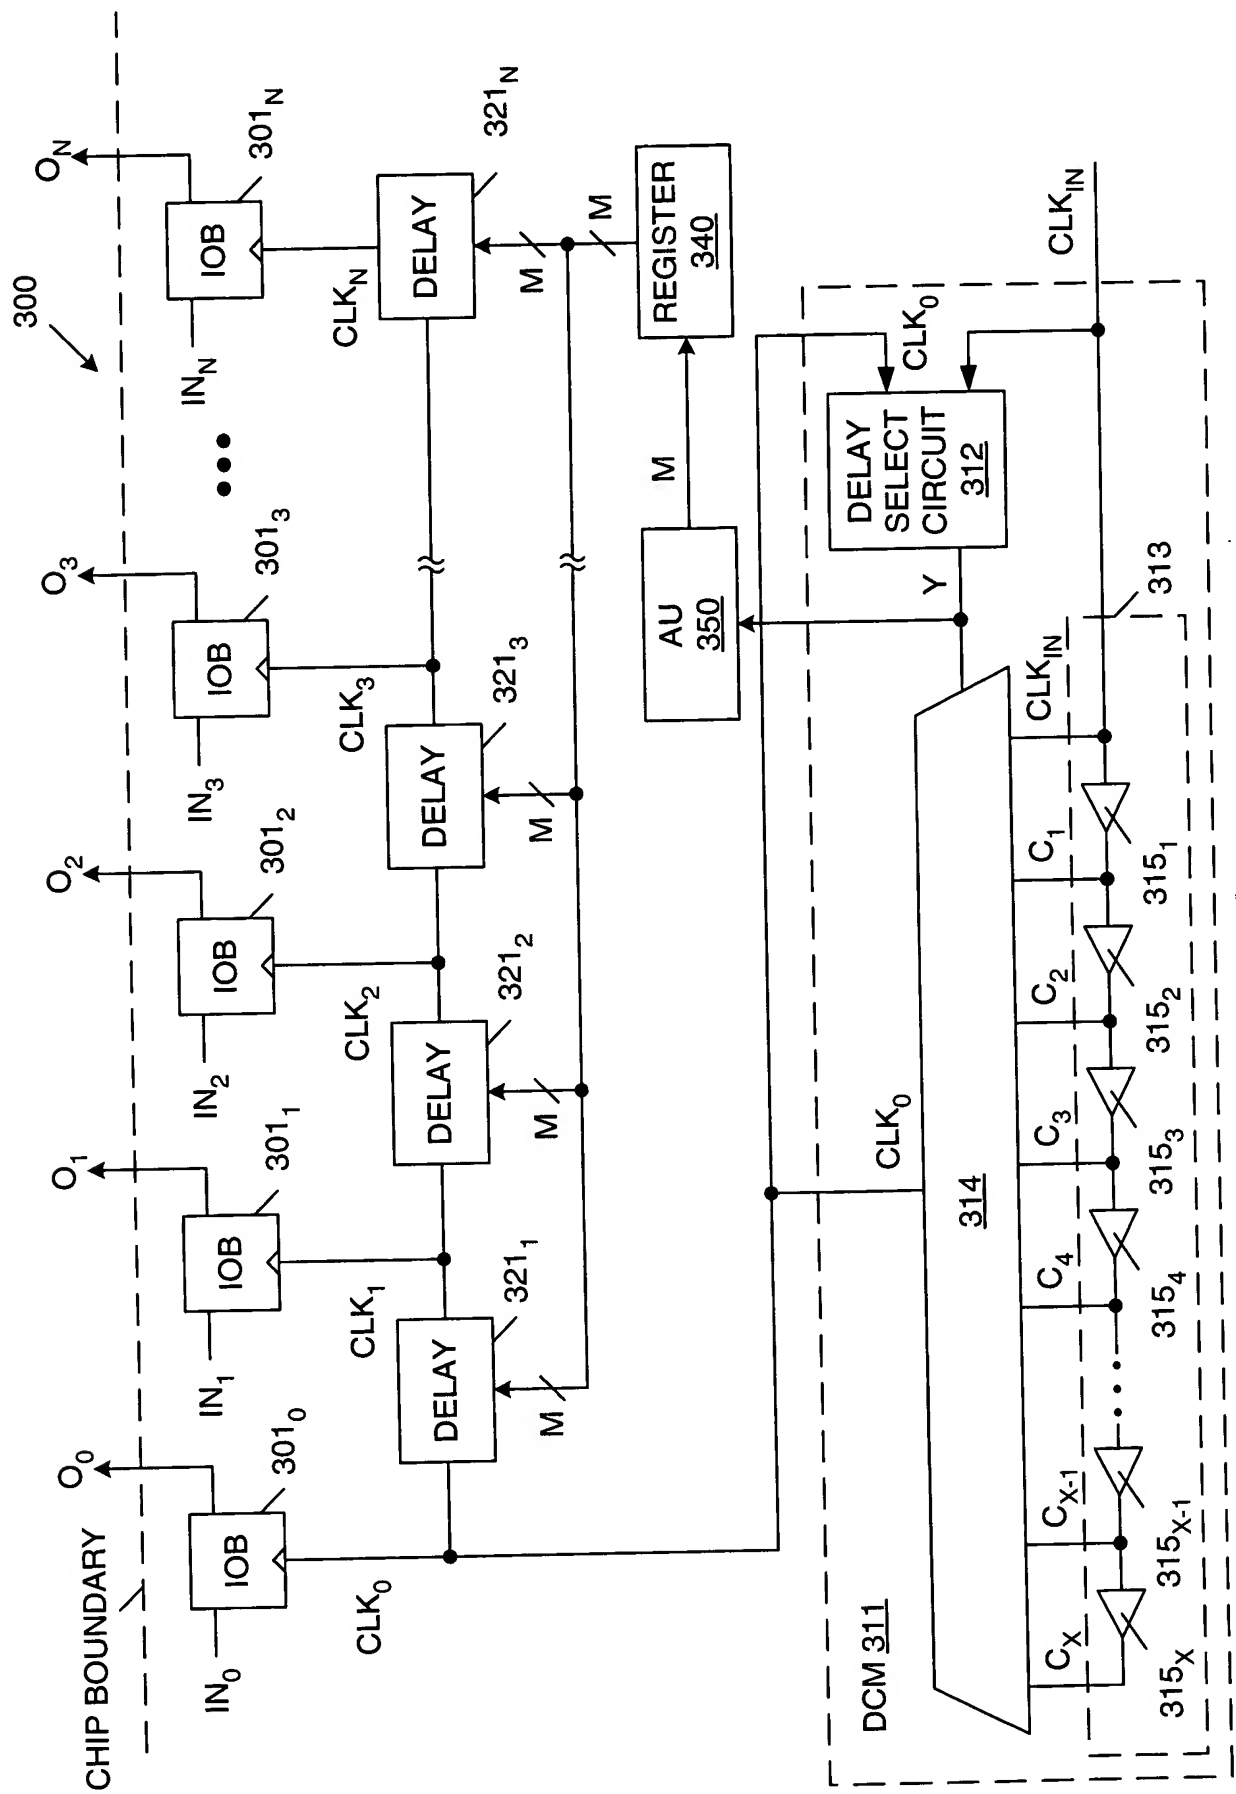 300
CHIP BOUNDARY
O0
O1
O2
O3
ON
IOB
3010
IOB
3011
IOB
3012
IOB
3013
IOB
301N
IN0
IN1
IN2
IN3
INN
CLK0
CLK1
CLK2
CLK3
CLKN
DELAY
3211
DELAY
3212
DELAY
3213
DELAY
321N
M
M
M
M
M
REGISTER
340
M
AU
350
DCM 311
CLK0
314
Y
DELAY
SELECT
CIRCUIT
312
CLK0
CLKIN
CX
CX-1
C4
C3
C2
C1
CLKIN
313
315X
315X-1
3154
3153
3152
3151